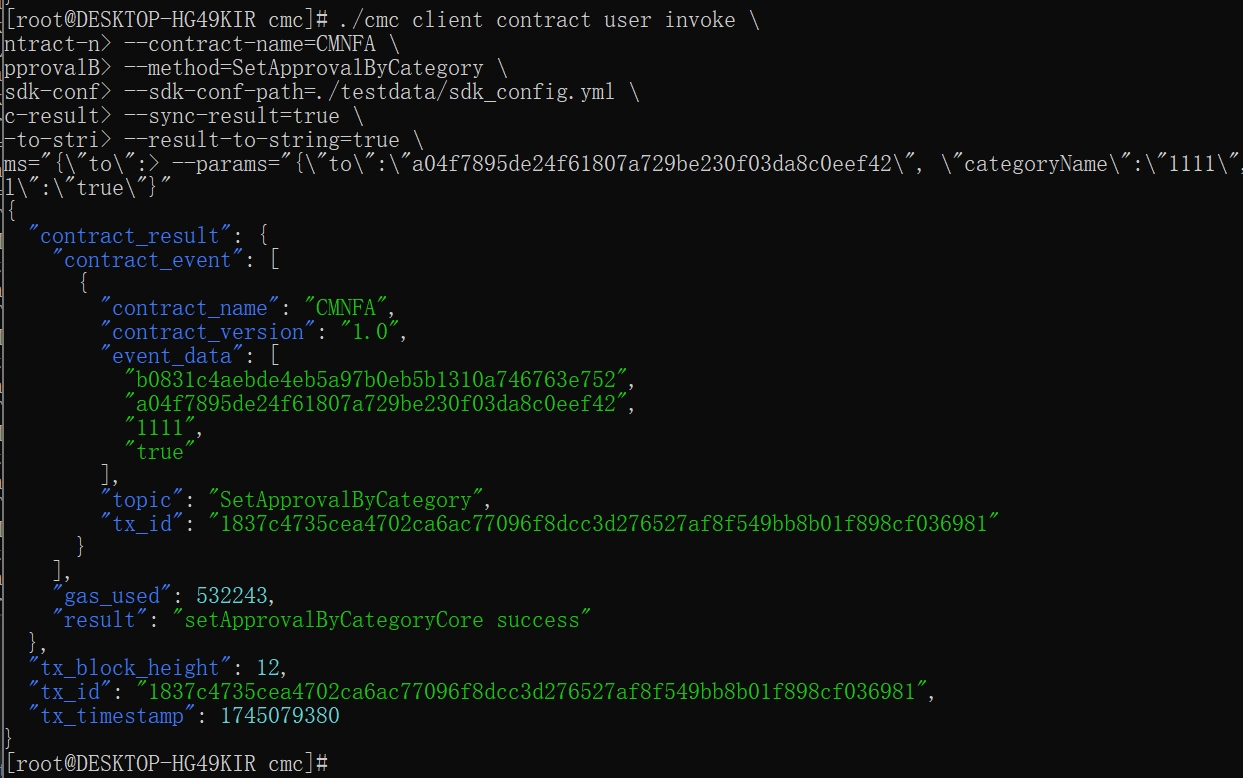 [root@DESKTOP-HG49KIR cmc]# ./cmc client contract user invoke \
ntract-n> --contract-name=CMNFA \
pprovalB> --method=SetApprovalByCategory \
sdk-conf> --sdk-conf-path=./testdata/sdk_config.yml \
c-result> --sync-result=true \
-to-stri> --result-to-string=true \
ms="{\"to\":> --params="{\"to\":\"a04f7895de24f61807a729be230f03da8c0eef42\", \"categoryName\":\"1111\",
l\":\"true\"}"
{
  "contract_result": {
    "contract_event": [
      {
        "contract_name": "CMNFA",
        "contract_version": "1.0",
        "event_data": [
          "b0831c4aebde4eb5a97b0eb5b1310a746763e752",
          "a04f7895de24f61807a729be230f03da8c0eef42",
          "1111",
          "true"
        ],
        "topic": "SetApprovalByCategory",
        "tx_id": "1837c4735cea4702ca6ac77096f8dcc3d276527af8f549bb8b01f898cf036981"
      }
    ],
    "gas_used": 532243,
    "result": "setApprovalByCategoryCore success"
  },
  "tx_block_height": 12,
  "tx_id": "1837c4735cea4702ca6ac77096f8dcc3d276527af8f549bb8b01f898cf036981",
  "tx_timestamp": 1745079380
}
[root@DESKTOP-HG49KIR cmc]#